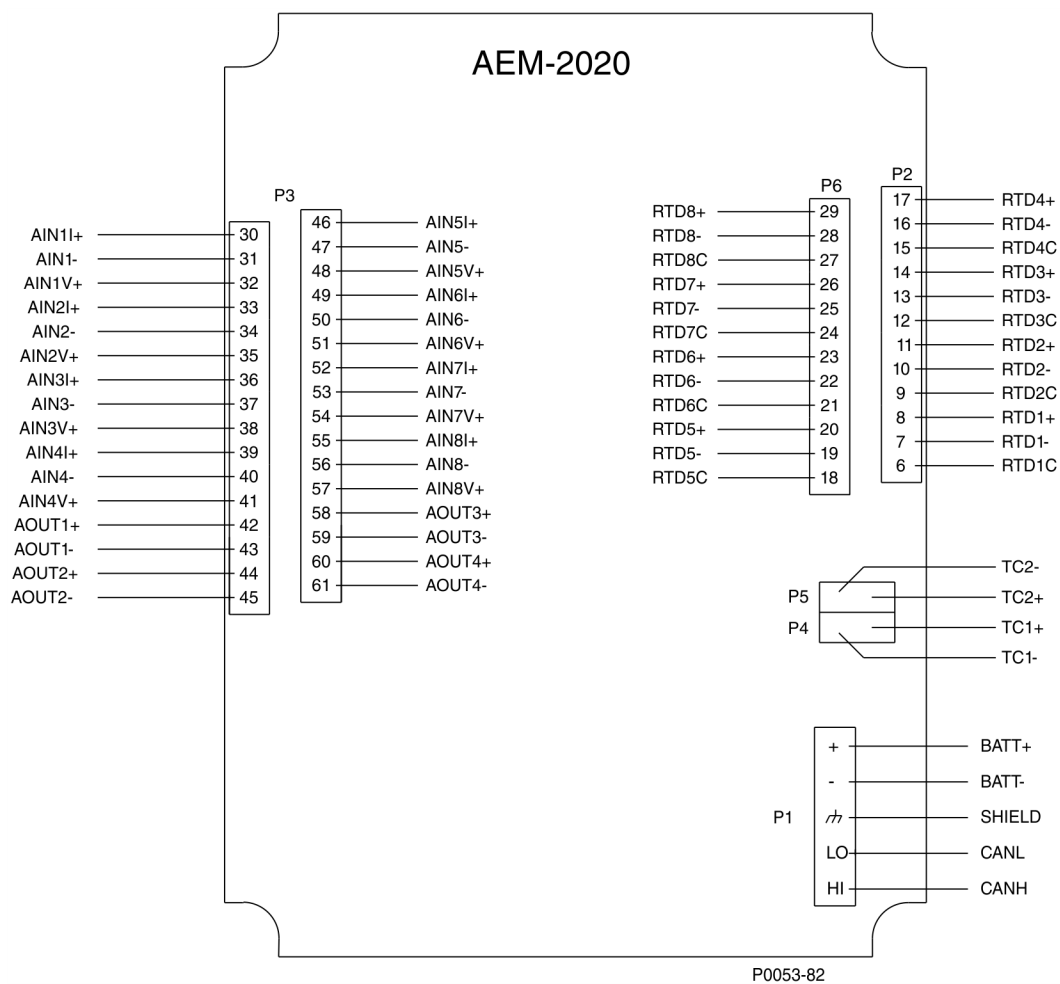 AEM-2020
P3
AIN1I+ 30
AIN1- 31
AIN1V+ 32
AIN2I+ 33
AIN2- 34
AIN2V+ 35
AIN3I+ 36
AIN3- 37
AIN3V+ 38
AIN4I+ 39
AIN4- 40
AIN4V+ 41
AOUT1+ 42
AOUT1- 43
AOUT2+ 44
AOUT2- 45
46 AIN5I+
47 AIN5-
48 AIN5V+
49 AIN6I+
50 AIN6-
51 AIN6V+
52 AIN7I+
53 AIN7-
54 AIN7V+
55 AIN8I+
56 AIN8-
57 AIN8V+
58 AOUT3+
59 AOUT3-
60 AOUT4+
61 AOUT4-
P6
RTD8+ 29
RTD8- 28
RTD8C 27
RTD7+ 26
RTD7- 25
RTD7C 24
RTD6+ 23
RTD6- 22
RTD6C 21
RTD5+ 20
RTD5- 19
RTD5C 18
P2
17 RTD4+
16 RTD4-
15 RTD4C
14 RTD3+
13 RTD3-
12 RTD3C
11 RTD2+
10 RTD2-
9 RTD2C
8 RTD1+
7 RTD1-
6 RTD1C
TC2-
P5 TC2+
P4 TC1+
TC1-
+ BATT+
- BATT-
P1 SHIELD
LO CANL
HI CANH
P0053-82